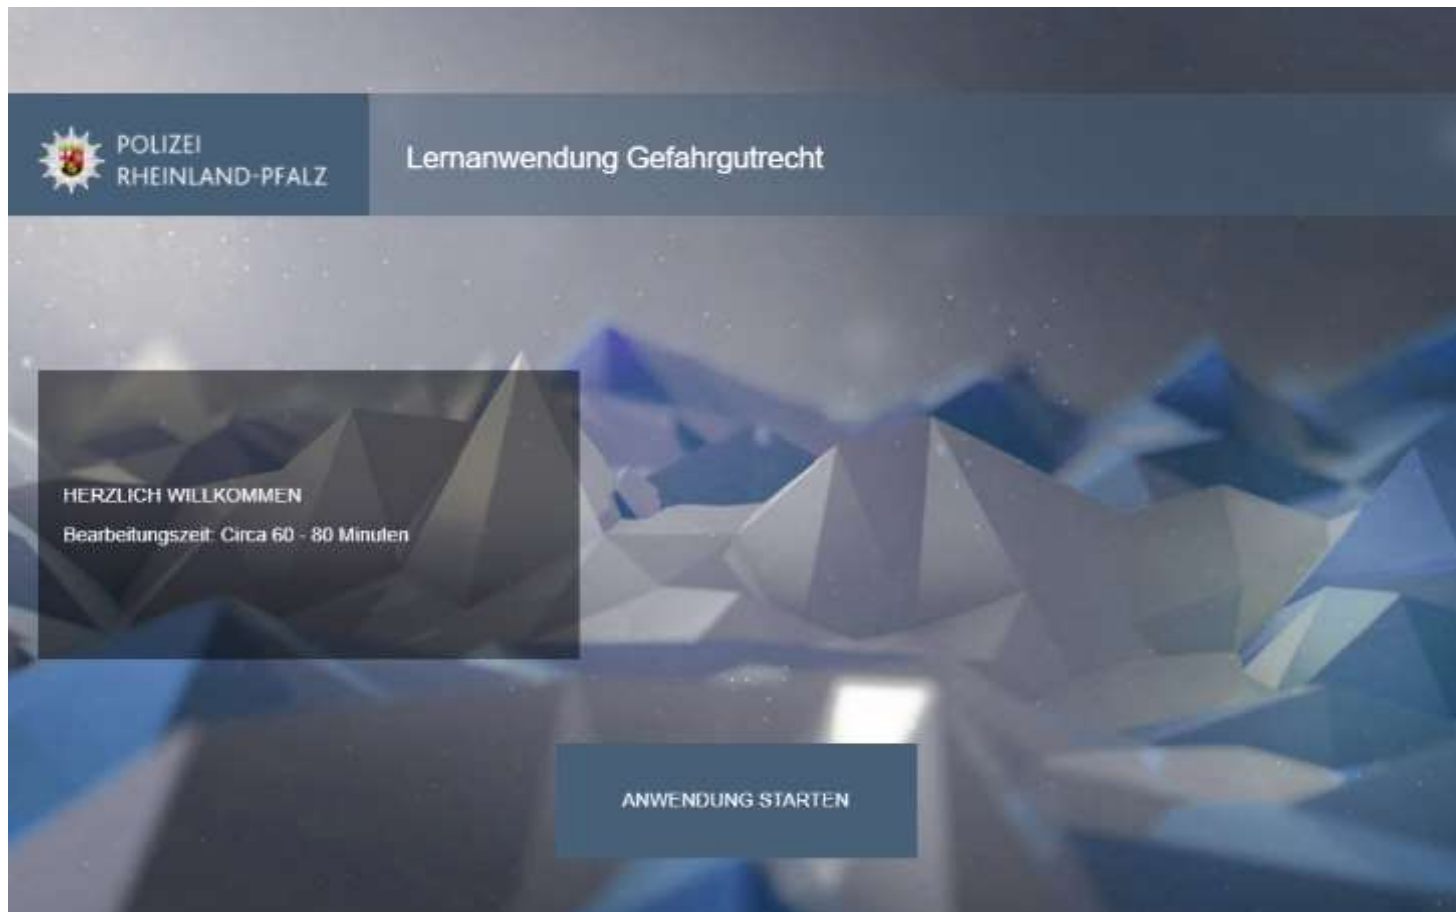 POLIZEI
RHEINLAND-PFALZ
Lernanwendung Gefahrgutrecht
HERZLICH WILLKOMMEN
Bearbeitungszeit: Circa 60 - 80 Minuten
ANWENDUNG STARTEN